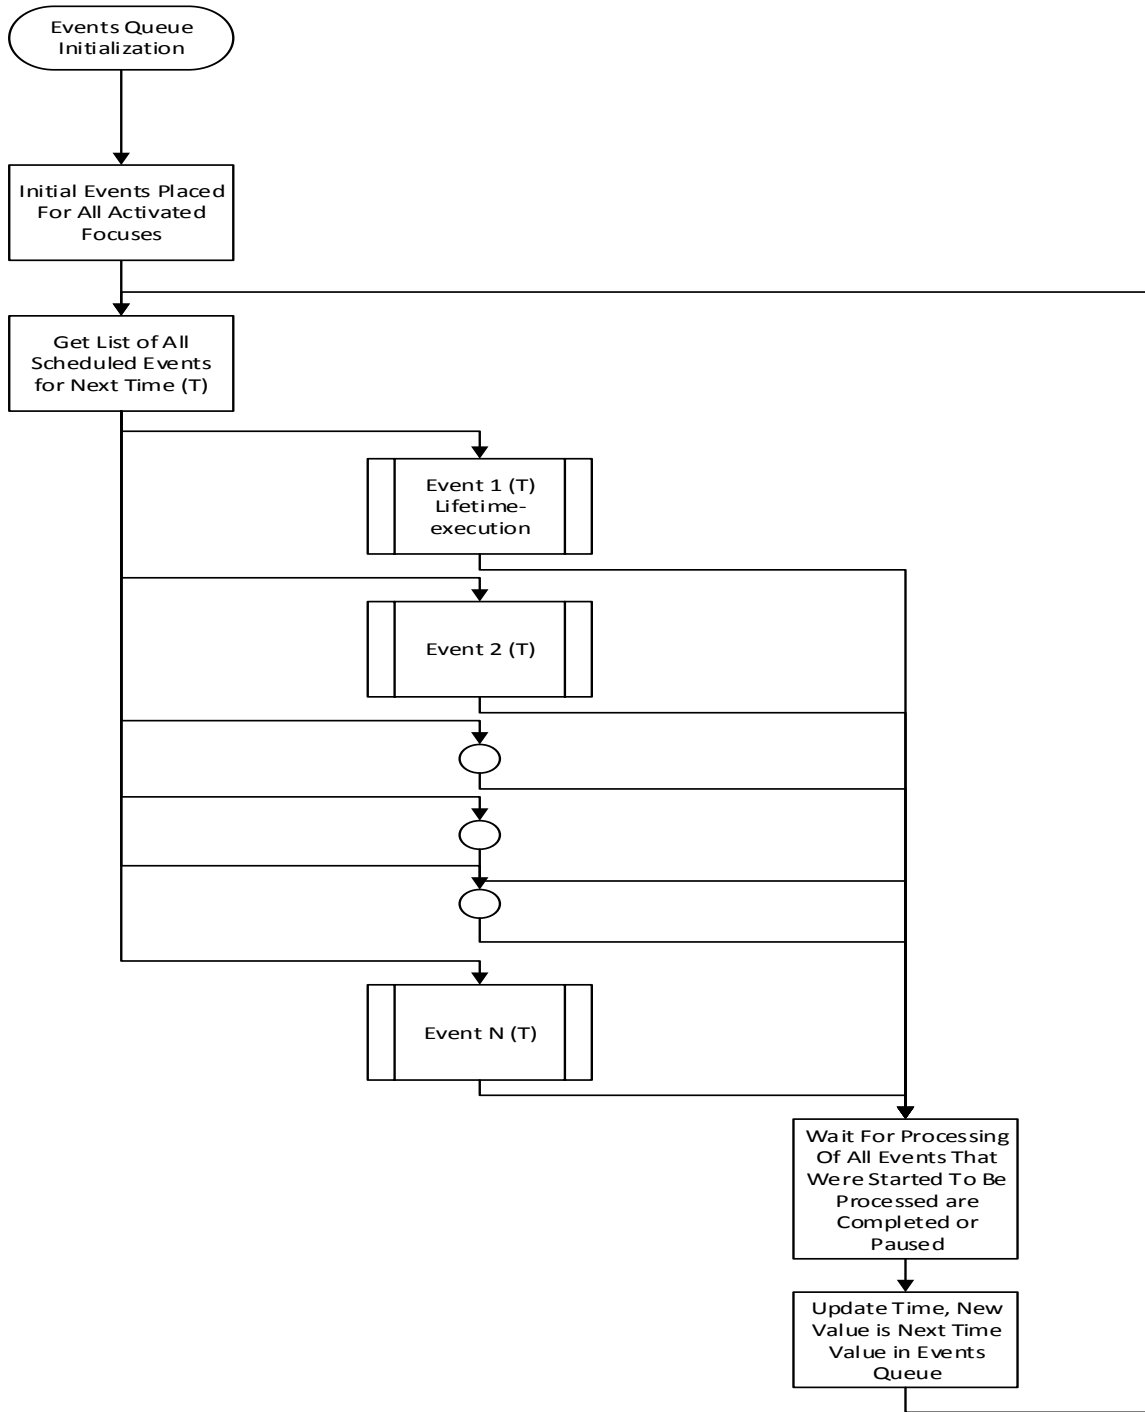 Events Queue
Initialization
Initial Events Placed
For All Activated
Focuses
Get List of All
Scheduled Events
for Next Time (T)
Event 1 (T)
Lifetime-
execution
Event 2 (T)
Event N (T)
Wait For Processing
Of All Events That
Were Started To Be
Processed are
Completed or
Paused
Update Time, New
Value is Next Time
Value in Events
Queue